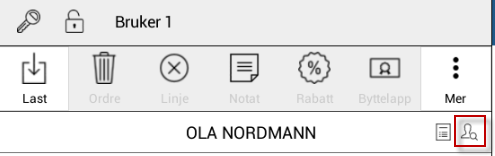 Bruker 1
Last Ordre Linje Notat Rabatt Byttelapp Mer
OLA NORDMANN